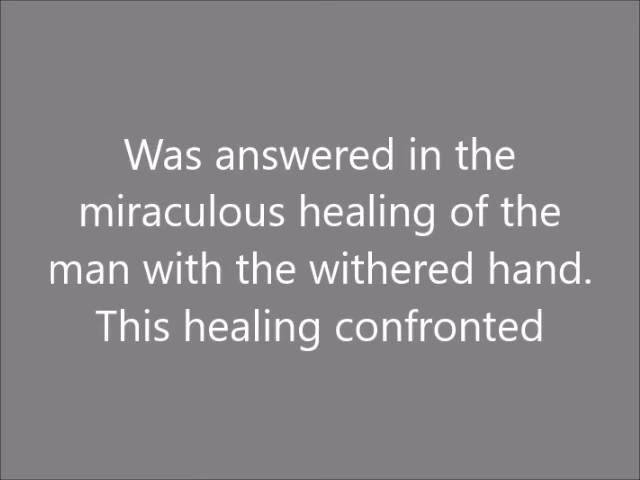 Was answered in the
miraculous healing of the
man with the withered hand.
This healing confronted